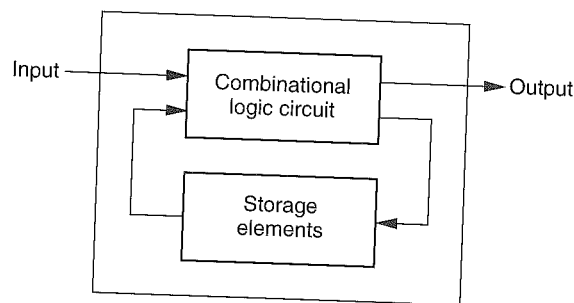 Input
Combinational
logic circuit
Output
Storage
elements